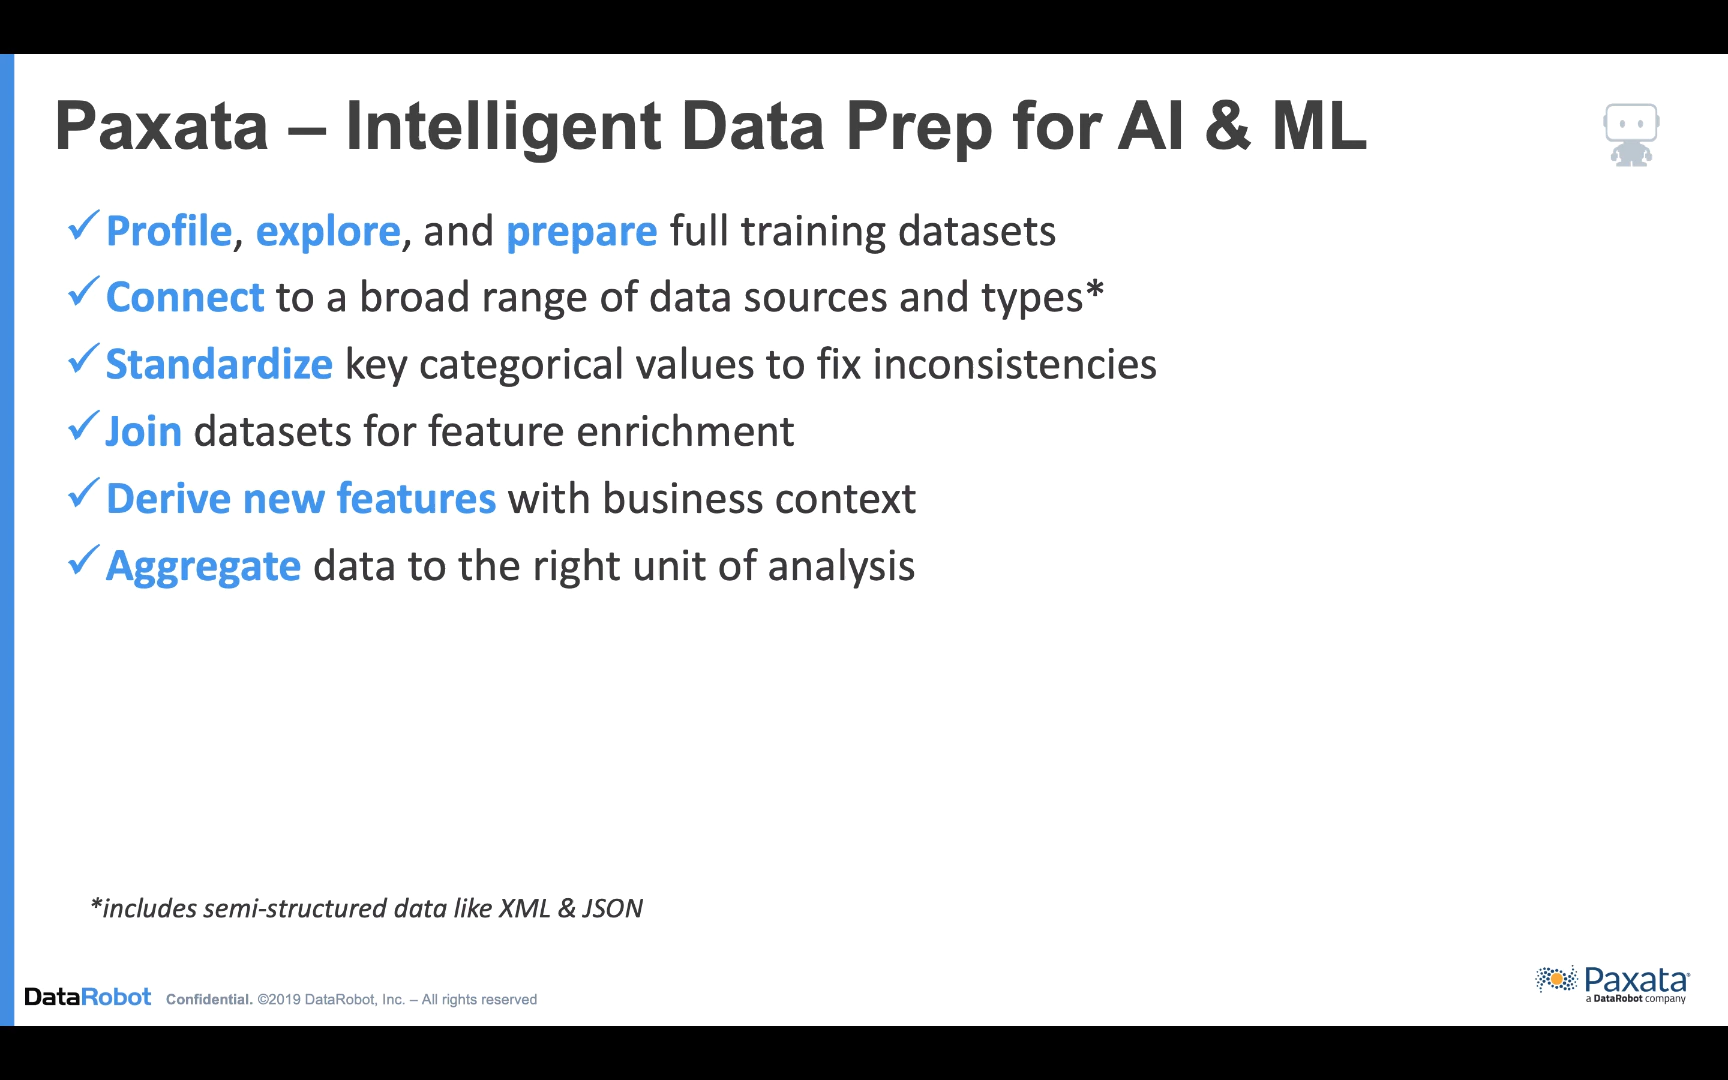 Paxata – Intelligent Data Prep for AI & ML
✓ Profile, explore, and prepare full training datasets
✓ Connect to a broad range of data sources and types*
✓ Standardize key categorical values to fix inconsistencies
✓ Join datasets for feature enrichment
✓ Derive new features with business context
✓ Aggregate data to the right unit of analysis
*includes semi-structured data like XML & JSON
DataRobot Confidential. ©2019 DataRobot, Inc. – All rights reserved
Paxata
a DataRobot company